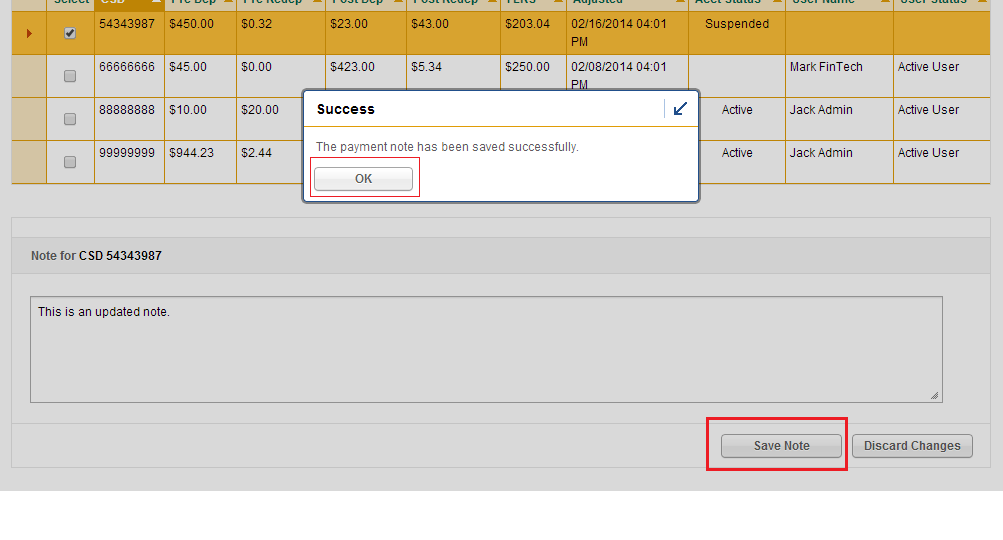 Select CSD Pre Dep Pre Redep Post Dep Post Redep FERS Adjusted Acct Status User Name User Status
54343987 $450.00 $0.32 $23.00 $43.00 $203.04 02/16/2014 04:01 Suspended
PM
66666666 $45.00 $0.00 $423.00 $5.34 $250.00 02/08/2014 04:01 Mark FinTech Active User
PM
88888888 $10.00 $20.00 Active Jack Admin Active User
99999999 $944.23 $2.44 Active Jack Admin Active User
Success
The payment note has been saved successfully.
OK
Note for CSD 54343987
This is an updated note.
Save Note Discard Changes